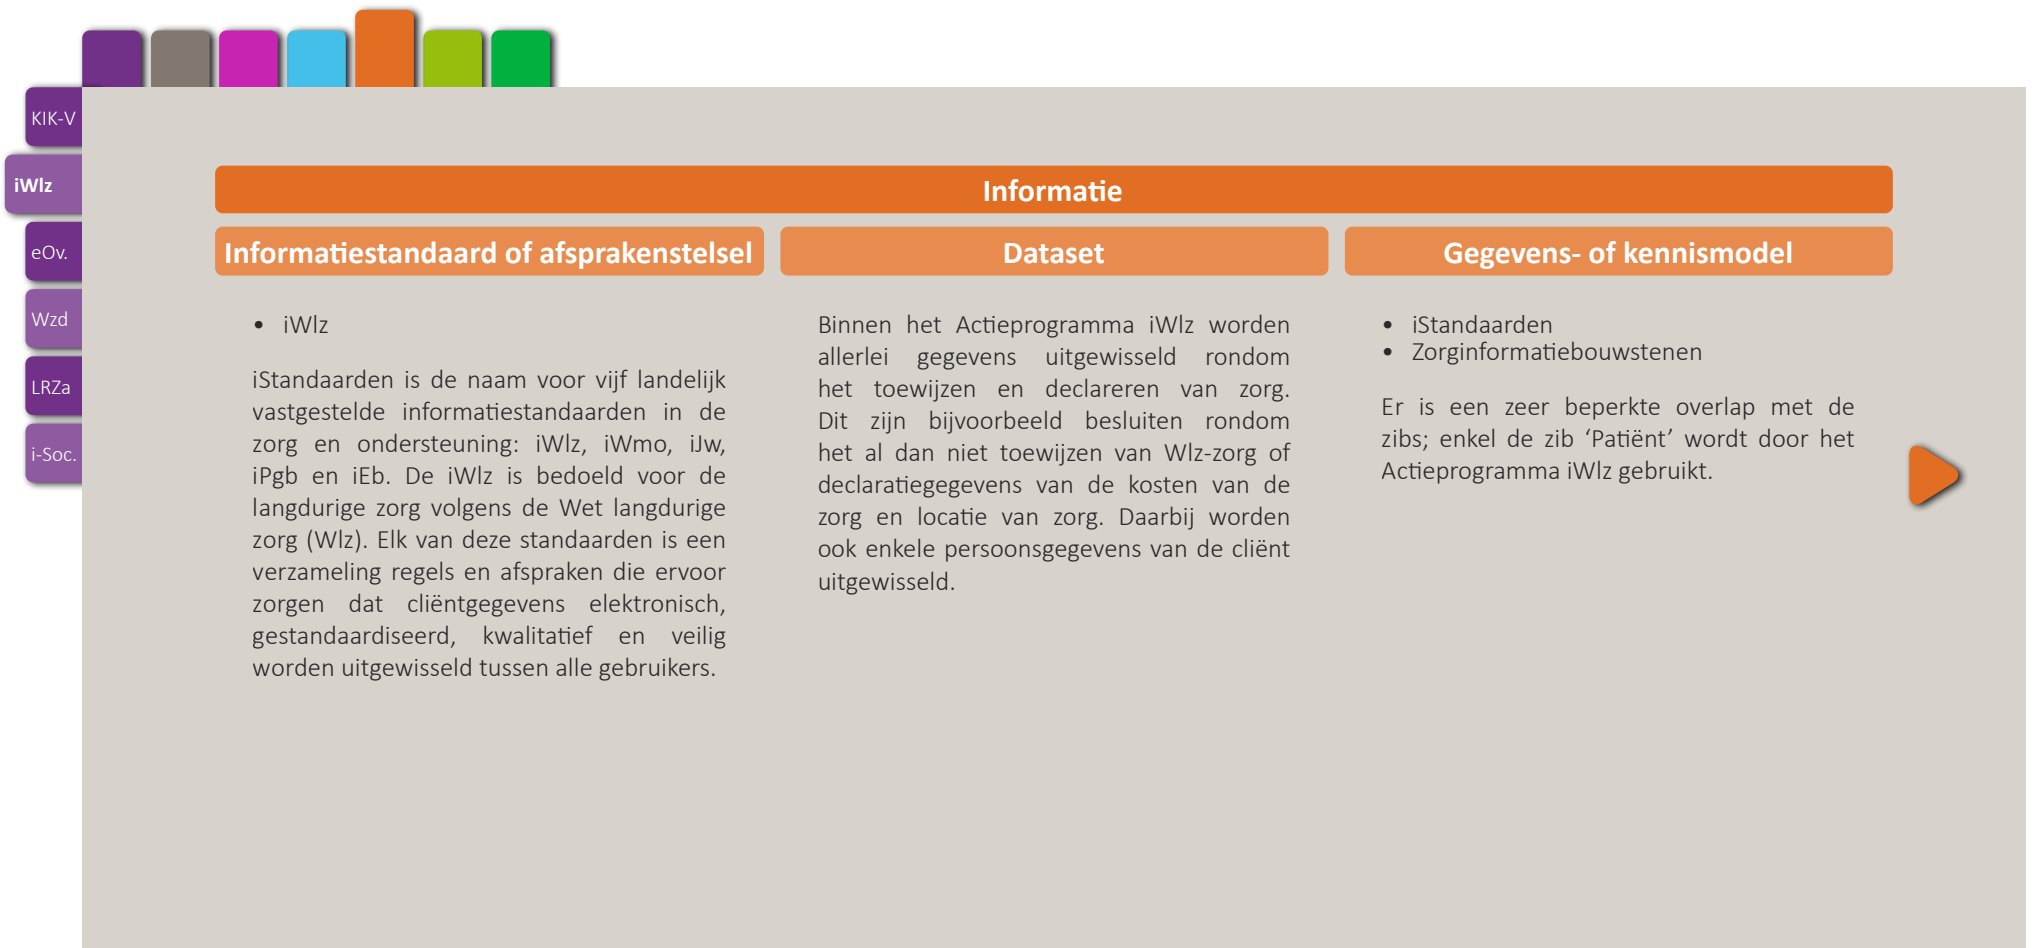 KIK-V
iWlz
eOv.
Wzd
LRZa
i-Soc.
Informatie
Informatiestandaard of afsprakenstelsel
• iWlz
iStandaarden is de naam voor vijf landelijk
vastgestelde informatiestandaarden in de
zorg en ondersteuning: iWlz, iWmo, iJw,
iPgb en iEb. De iWlz is bedoeld voor de
langdurige zorg volgens de Wet langdurige
zorg (Wlz). Elk van deze standaarden is een
verzameling regels en afspraken die ervoor
zorgen dat cliëntgegevens elektronisch,
gestandaardiseerd, kwalitatief en veilig
worden uitgewisseld tussen alle gebruikers.
Dataset
Binnen het Actieprogramma iWlz worden
allerlei gegevens uitgewisseld rondom
het toewijzen en declareren van zorg.
Dit zijn bijvoorbeeld besluiten rondom
het al dan niet toewijzen van Wlz-zorg of
declaratiegegevens van de kosten van de
zorg en locatie van zorg. Daarbij worden
ook enkele persoonsgegevens van de cliënt
uitgewisseld.
Gegevens- of kennismodel
• iStandaarden
• Zorginformatiebouwstenen
Er is een zeer beperkte overlap met de
zibs; enkel de zib ‘Patiënt’ wordt door het
Actieprogramma iWlz gebruikt.